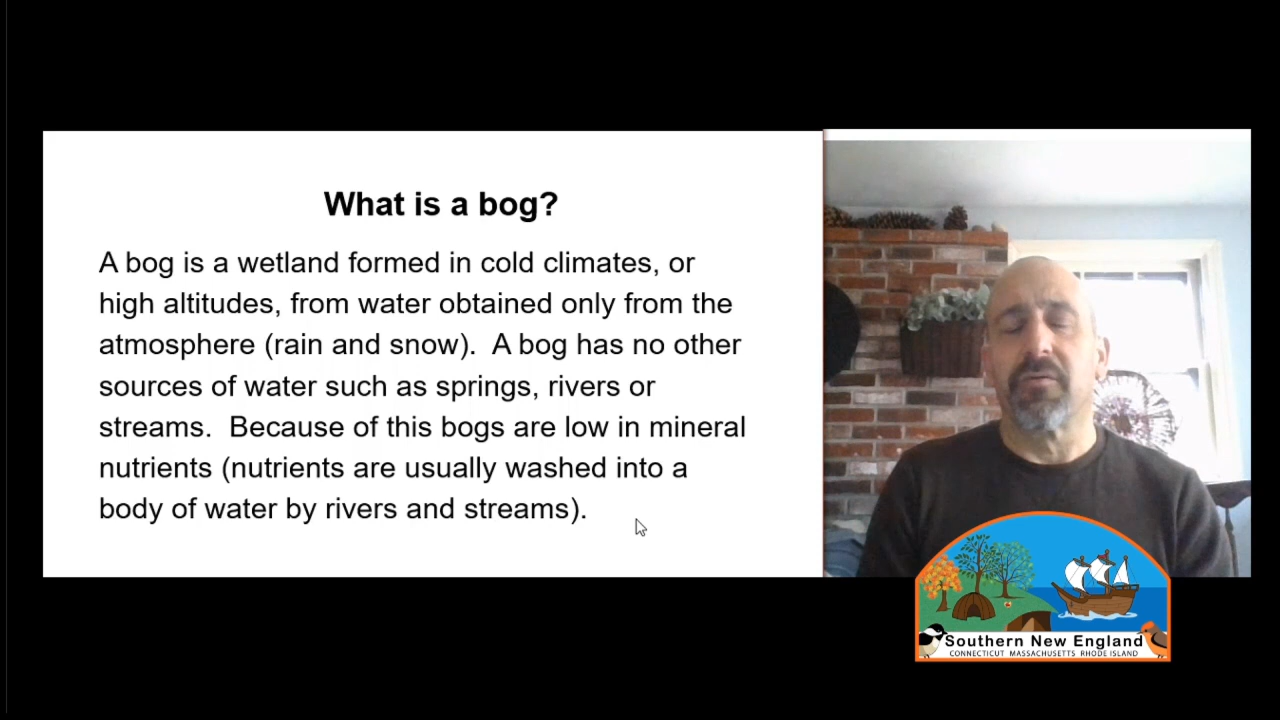 What is a bog?
A bog is a wetland formed in cold climates, or
high altitudes, from water obtained only from the
atmosphere (rain and snow).  A bog has no other
sources of water such as springs, rivers or
streams.  Because of this bogs are low in mineral
nutrients (nutrients are usually washed into a
body of water by rivers and streams).
Southern New England
CONNECTICUT MASSACHUSETTS RHODE ISLAND